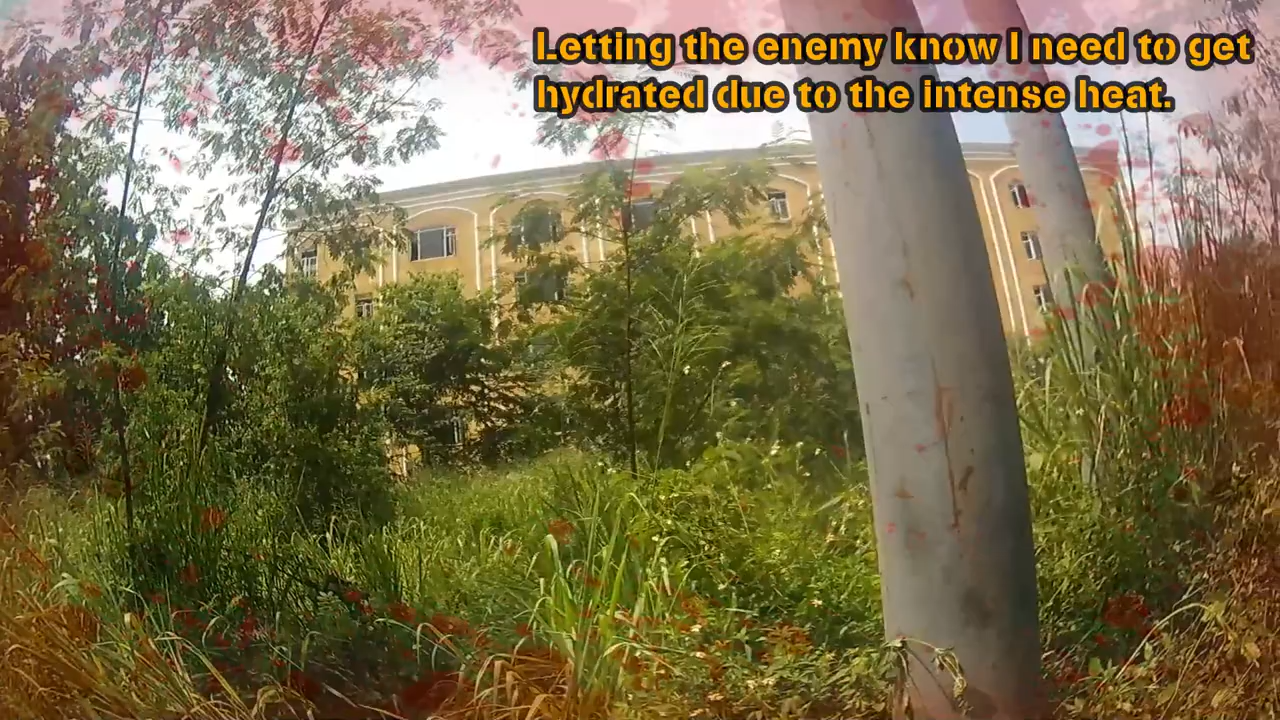 Letting the enemy know I need to get
hydrated due to the intense heat.